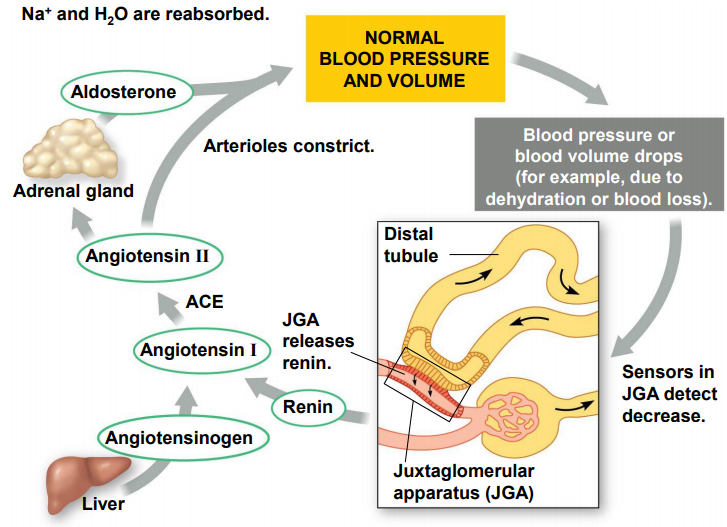 Na⁺ and H₂O are reabsorbed.
NORMAL
BLOOD PRESSURE
AND VOLUME
Aldosterone
Arterioles constrict.
Blood pressure or
blood volume drops
(for example, due to
dehydration or blood loss).
Adrenal gland
Distal
tubule
Angiotensin II
ACE
JGA
releases
renin.
Angiotensin I
Sensors in
JGA detect
decrease.
Renin
Angiotensinogen
Juxtaglomerular
apparatus (JGA)
Liver